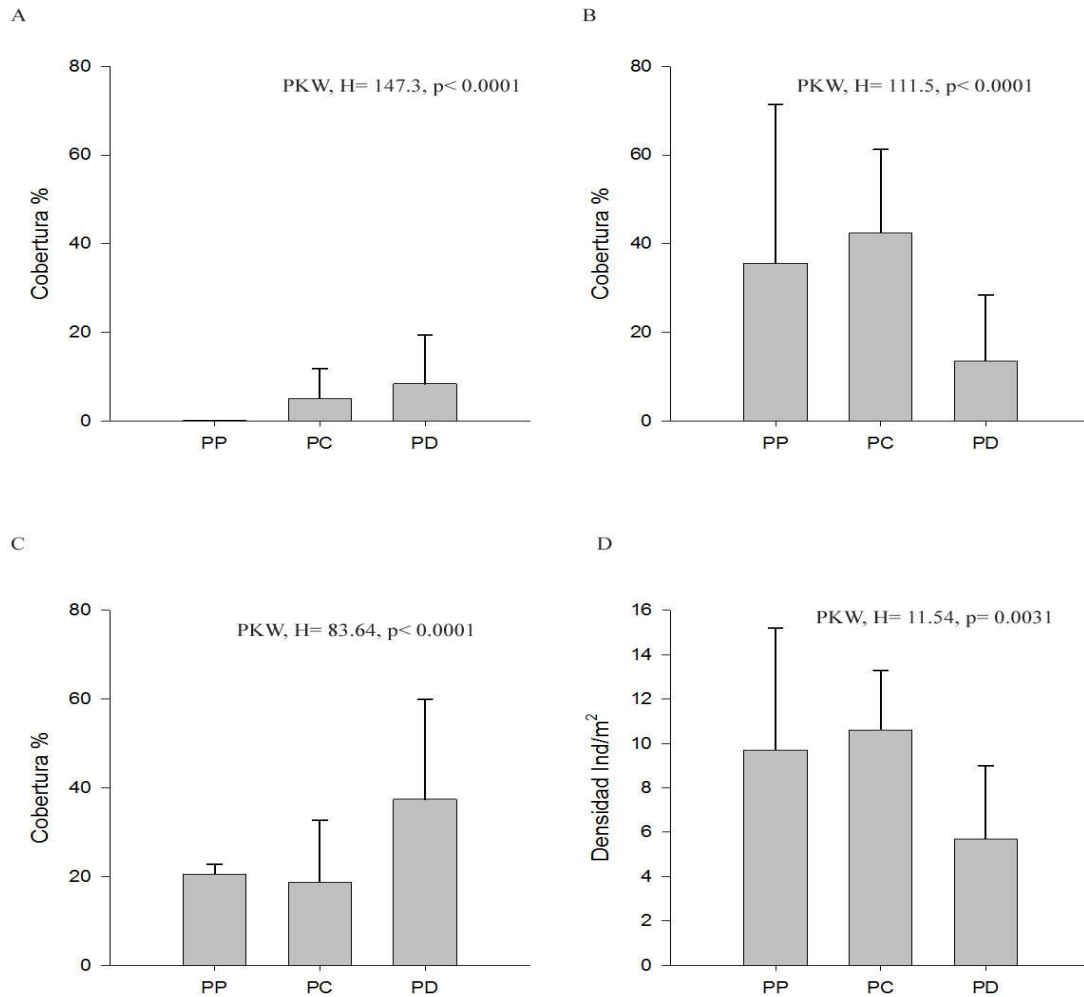 A
PKW, H= 147.3, p< 0.0001
80
60
40
20
0
Cobertura %
PP PC PD
B
PKW, H= 111.5, p< 0.0001
80
60
40
20
0
Cobertura %
PP PC PD
C
PKW, H= 83.64, p< 0.0001
80
60
40
20
0
Cobertura %
PP PC PD
D
PKW, H= 11.54, p= 0.0031
16
14
12
10
8
6
4
2
0
Densidad Ind/m²
PP PC PD